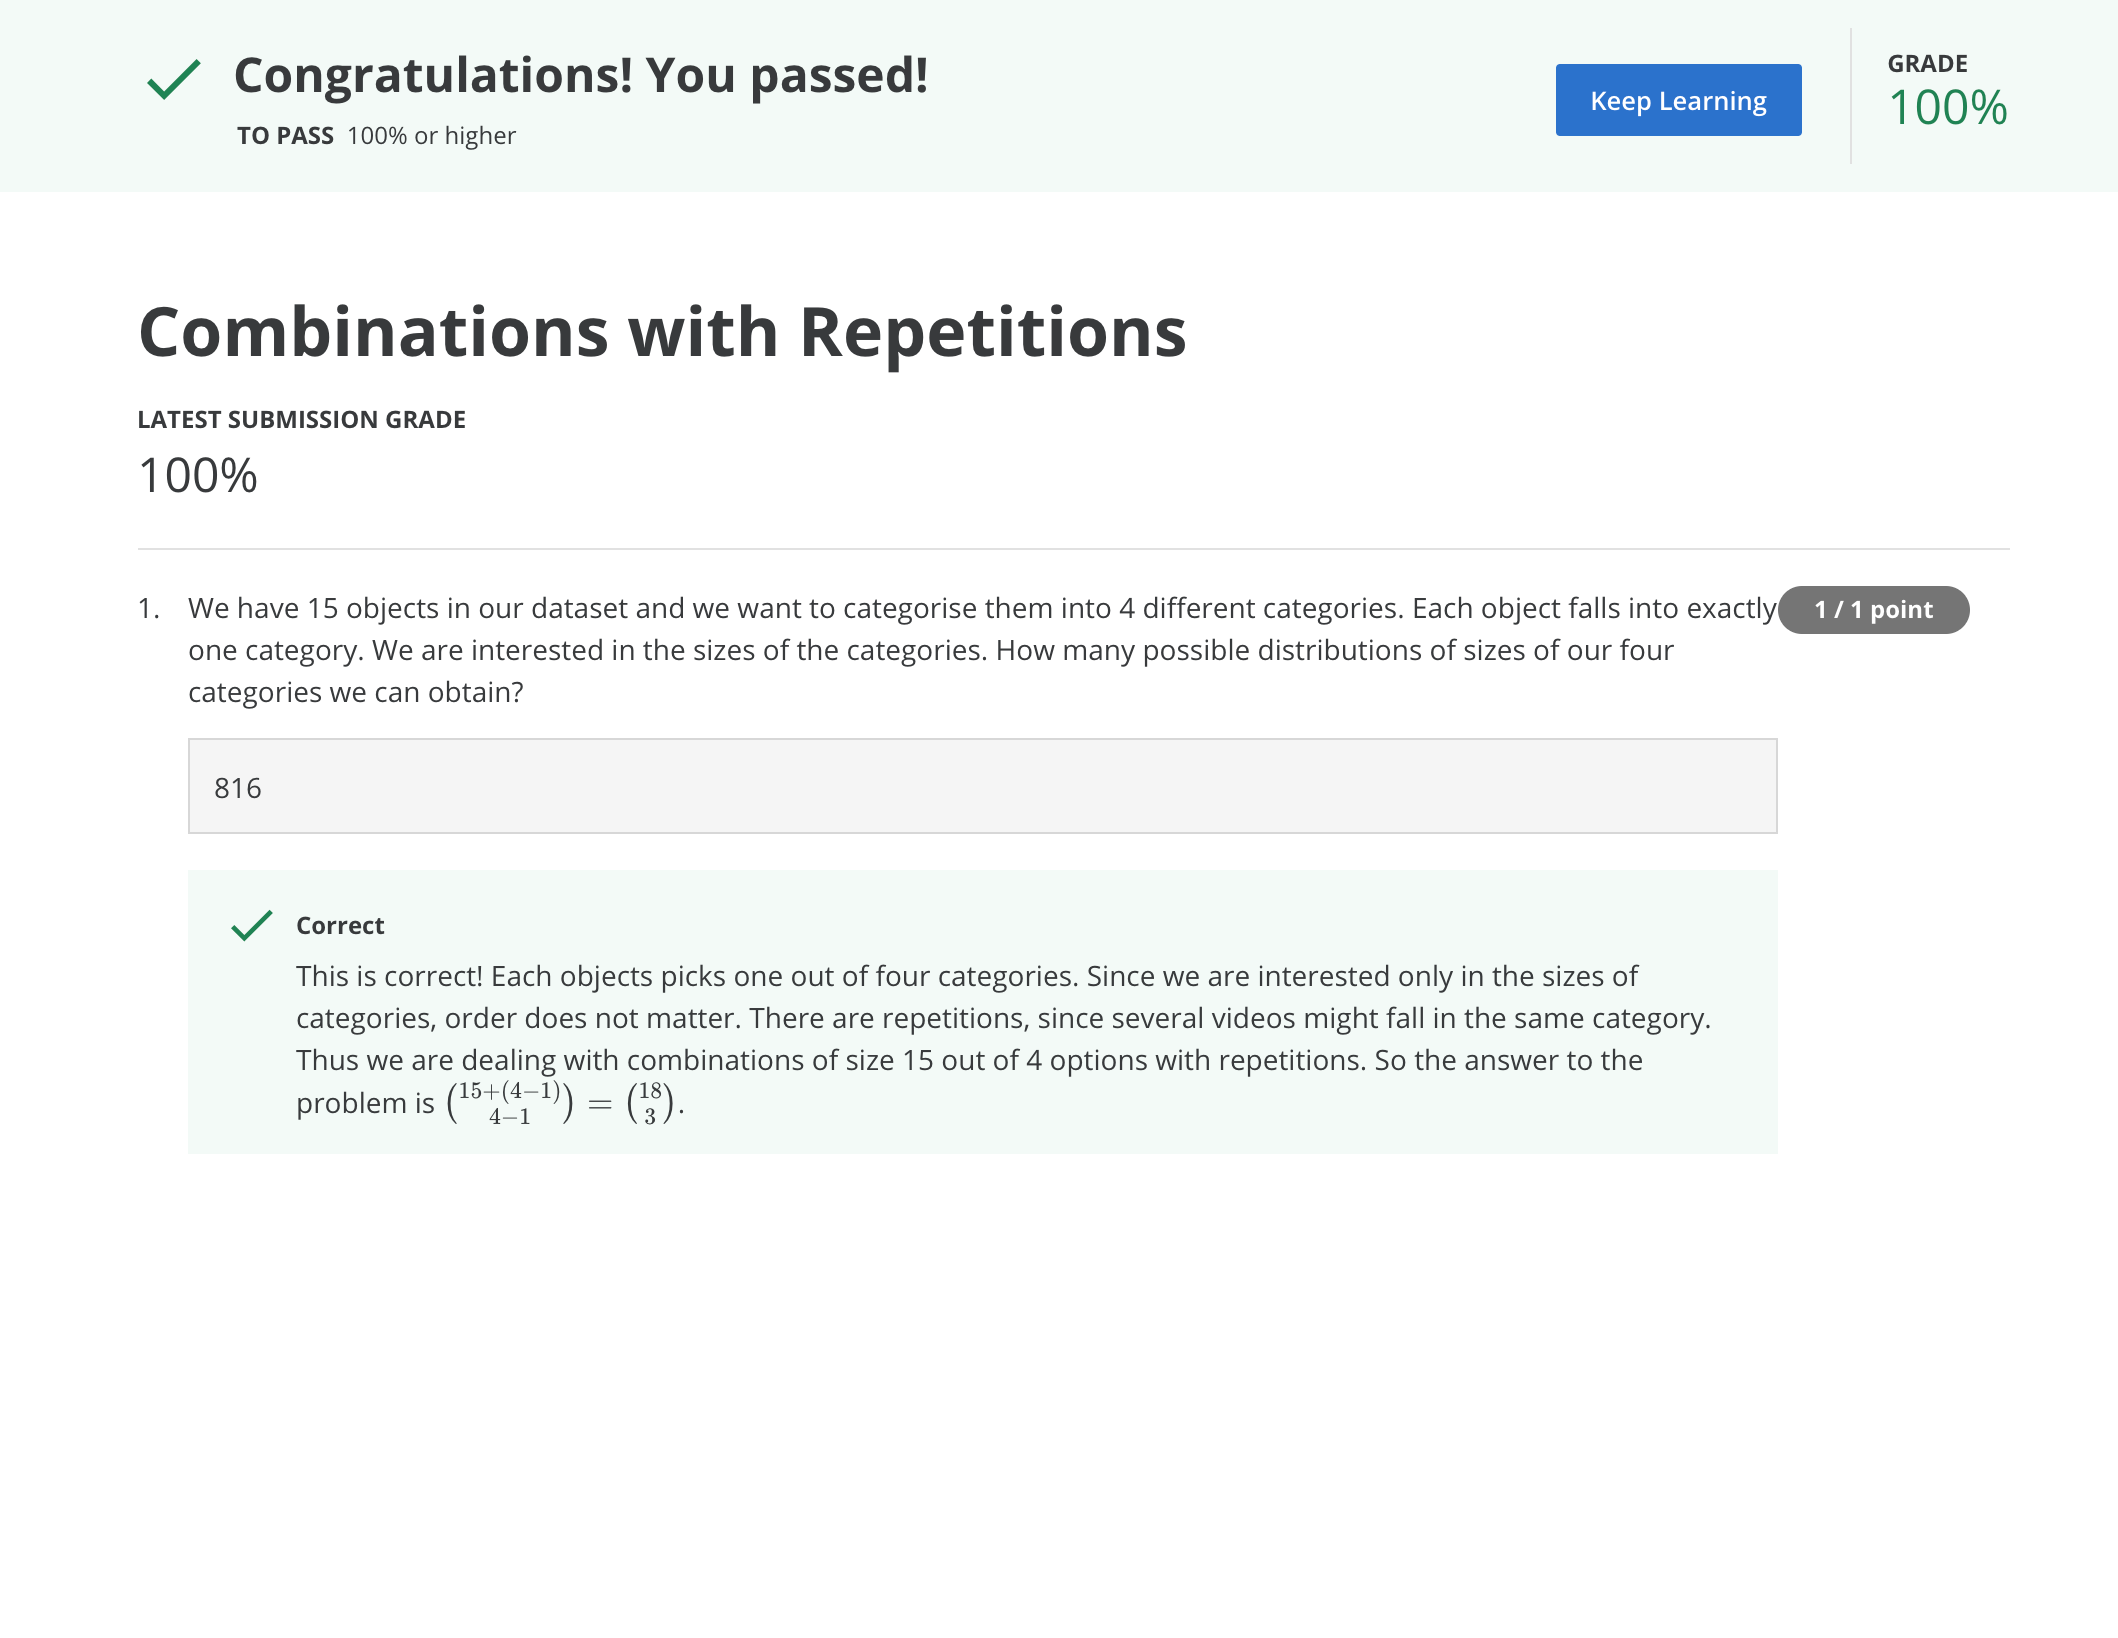 Congratulations! You passed!
TO PASS 100% or higher
Keep Learning
GRADE
100%
Combinations with Repetitions
LATEST SUBMISSION GRADE
100%
1. We have 15 objects in our dataset and we want to categorise them into 4 different categories. Each object falls into exactly
one category. We are interested in the sizes of the categories. How many possible distributions of sizes of our four
categories we can obtain?
1 / 1 point
816
Correct
This is correct! Each objects picks one out of four categories. Since we are interested only in the sizes of
categories, order does not matter. There are repetitions, since several videos might fall in the same category.
Thus we are dealing with combinations of size 15 out of 4 options with repetitions. So the answer to the
problem is $\binom{15+(4-1)}{4-1} = \binom{18}{3}$.